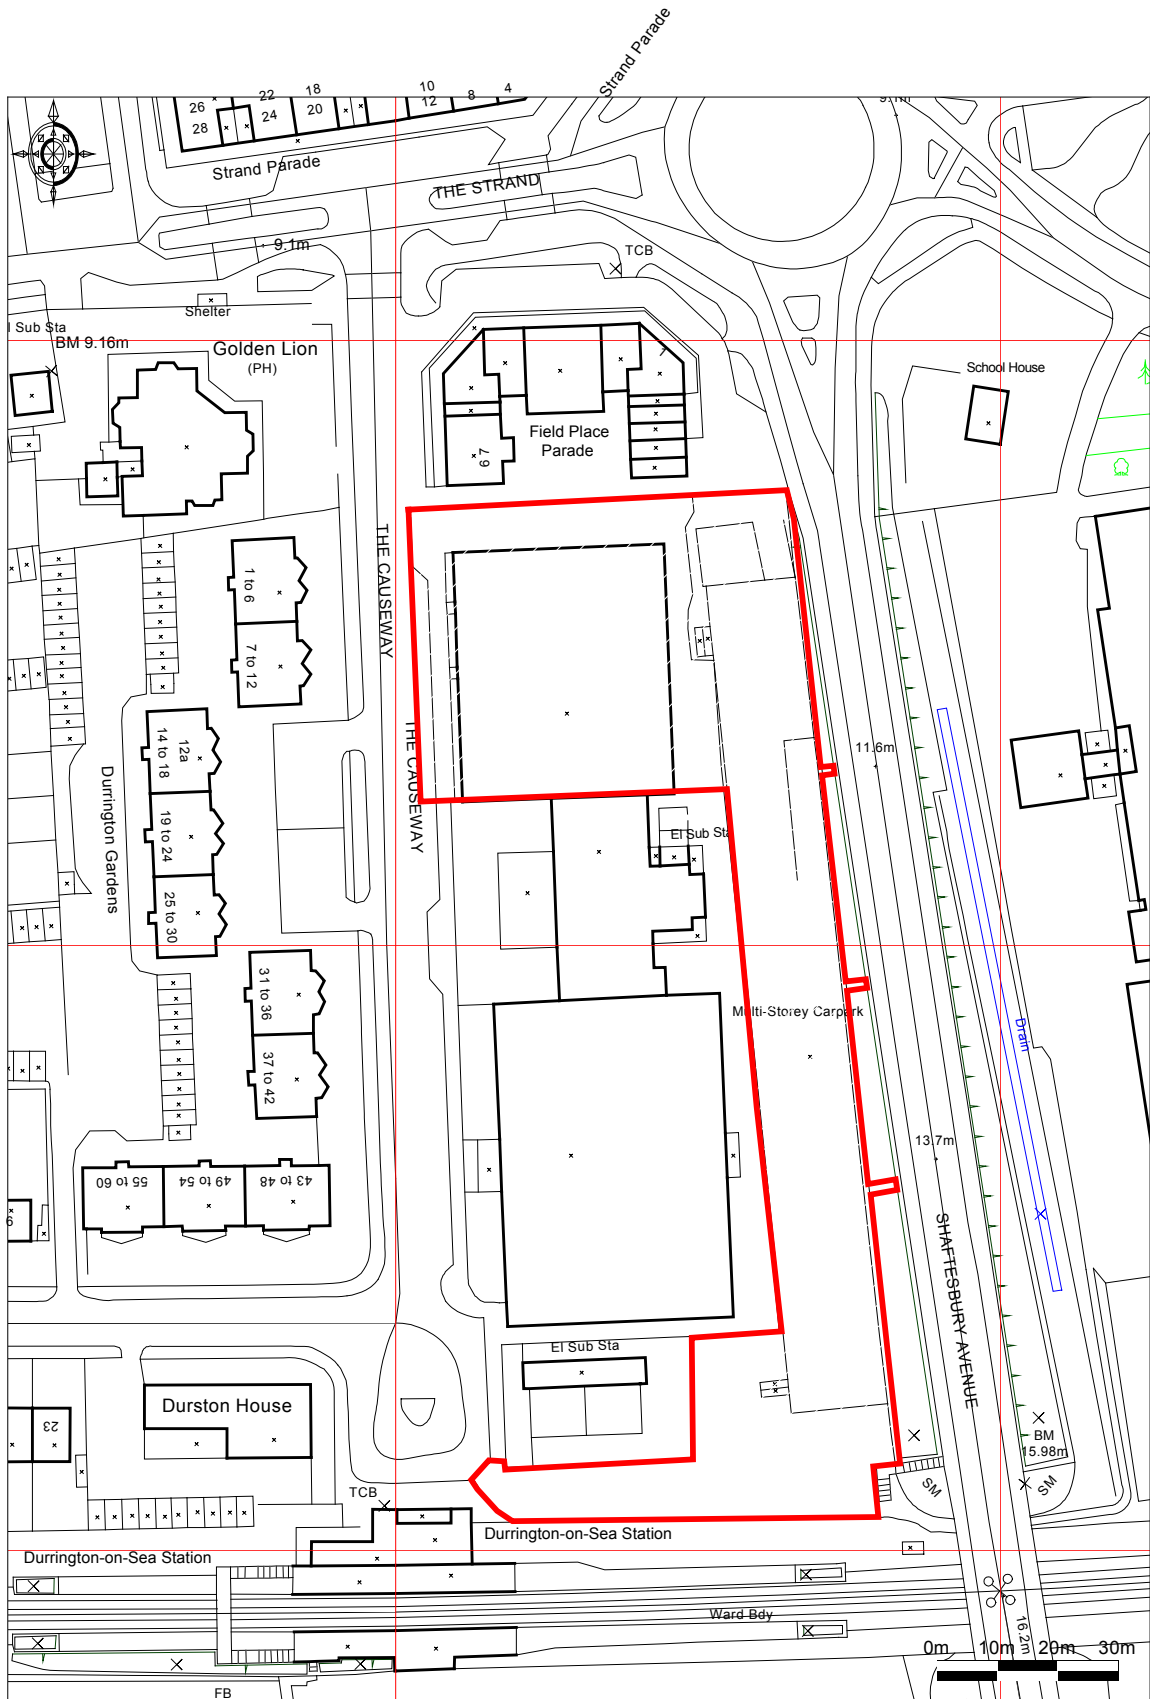 Strand Parade
26
22
18
10
8
4
28
24
20
12
9.1m
Strand Parade
THE STRAND
9.1m
TCB
Shelter
l Sub Sta
BM 9.16m
Golden Lion
(PH)
School House
Field Place
Parade
67
THE CAUSEWAY
1 to 6
7 to 12
12a
14 to 18
THE CAUSEWAY
11.6m
Durrington Gardens
19 to 24
El Sub Sta
25 to 30
31 to 36
Multi-Storey Carpark
Drain
37 to 42
13.7m
55 to 60
49 to 54
43 to 48
9
SHAFTESBURY AVENUE
El Sub Sta
Durston House
23
BM
15.98m
SM
SM
TCB
Durrington-on-Sea Station
Durrington-on-Sea Station
Ward Bdy
16.2m
0m 10m 20m 30m
FB